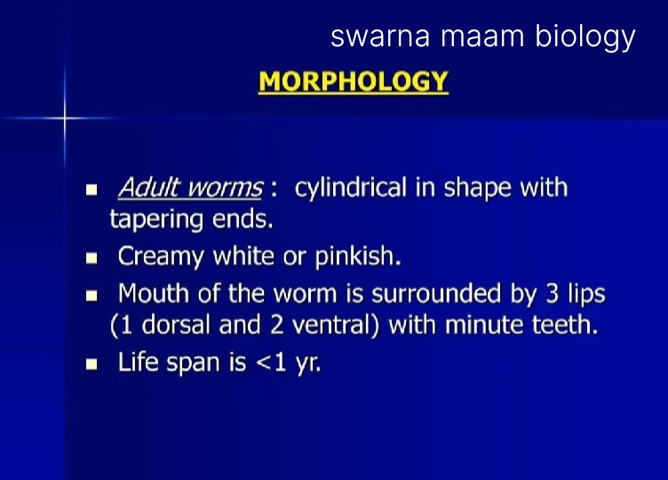 swarna maam biology
MORPHOLOGY
Adult worms : cylindrical in shape with
tapering ends.
Creamy white or pinkish.
Mouth of the worm is surrounded by 3 lips
(1 dorsal and 2 ventral) with minute teeth.
Life span is <1 yr.